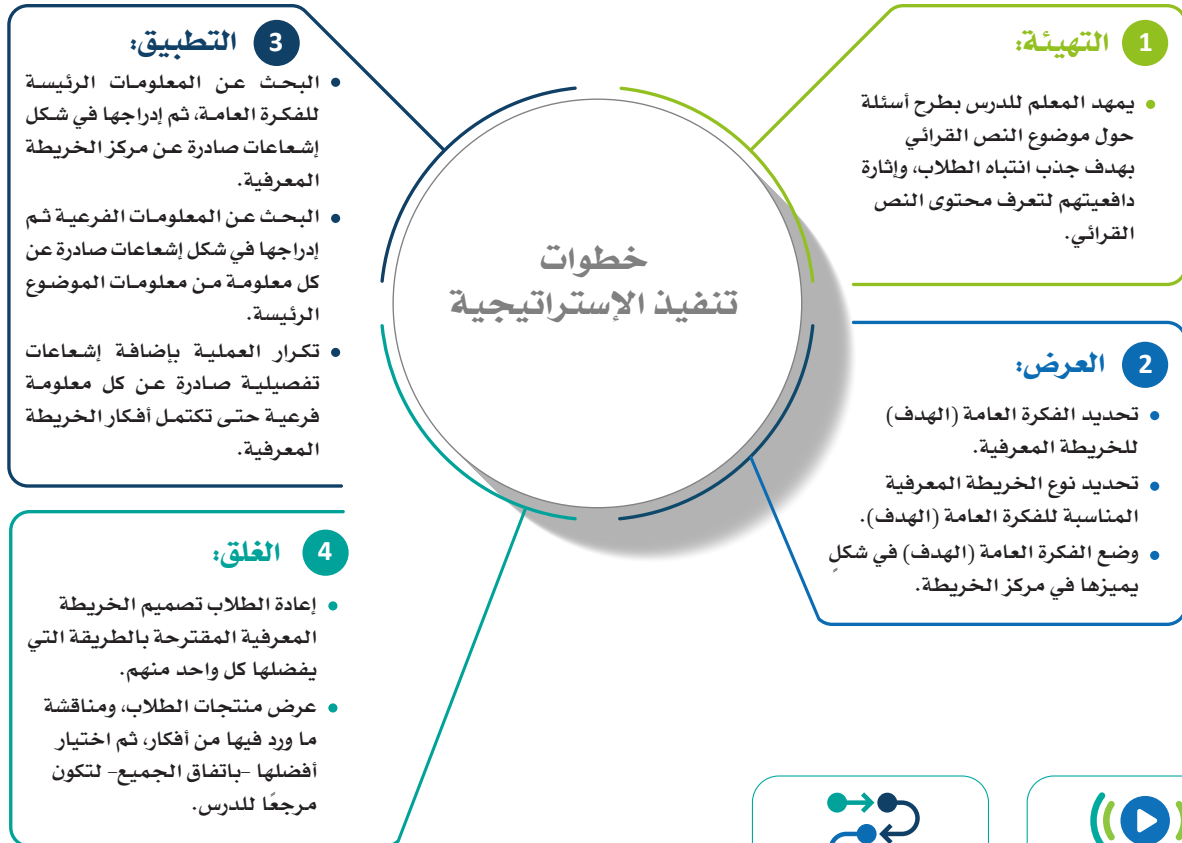 خطوات
تنفيذ الإستراتيجية
1 التهيئة:
• يمهد المعلم للدرس بطرح أسئلة
حول موضوع النص القرائي
بهدف جذب انتباه الطلاب، وإثارة
دافعيتهم لتعرف محتوى النص
القرائي.
2 العرض:
• تحديد الفكرة العامة (الهدف)
للخريطة المعرفية.
• تحديد نوع الخريطة المعرفية
المناسبة للفكرة العامة (الهدف).
• وضع الفكرة العامة (الهدف) في شكلٍ
يميزها في مركز الخريطة.
3 التطبيق:
• البحث عن المعلومات الرئيسة
للفكرة العامة، ثم إدراجها في شكل
إشعاعات صادرة عن مركز الخريطة
المعرفية.
• البحث عن المعلومات الفرعية ثم
إدراجها في شكل إشعاعات صادرة عن
كل معلومة من معلومات الموضوع
الرئيسة.
• تكرار العملية بإضافة إشعاعات
تفصيلية صادرة عن كل معلومة
فرعية حتى تكتمل أفكار الخريطة
المعرفية.
4 الغلق:
• إعادة الطلاب تصميم الخريطة
المعرفية المقترحة بالطريقة التي
يفضلها كل واحد منهم.
• عرض منتجات الطلاب، ومناقشة
ما ورد فيها من أفكار، ثم اختيار
أفضلها -باتفاق الجميع- لتكون
مرجعًا للدرس.